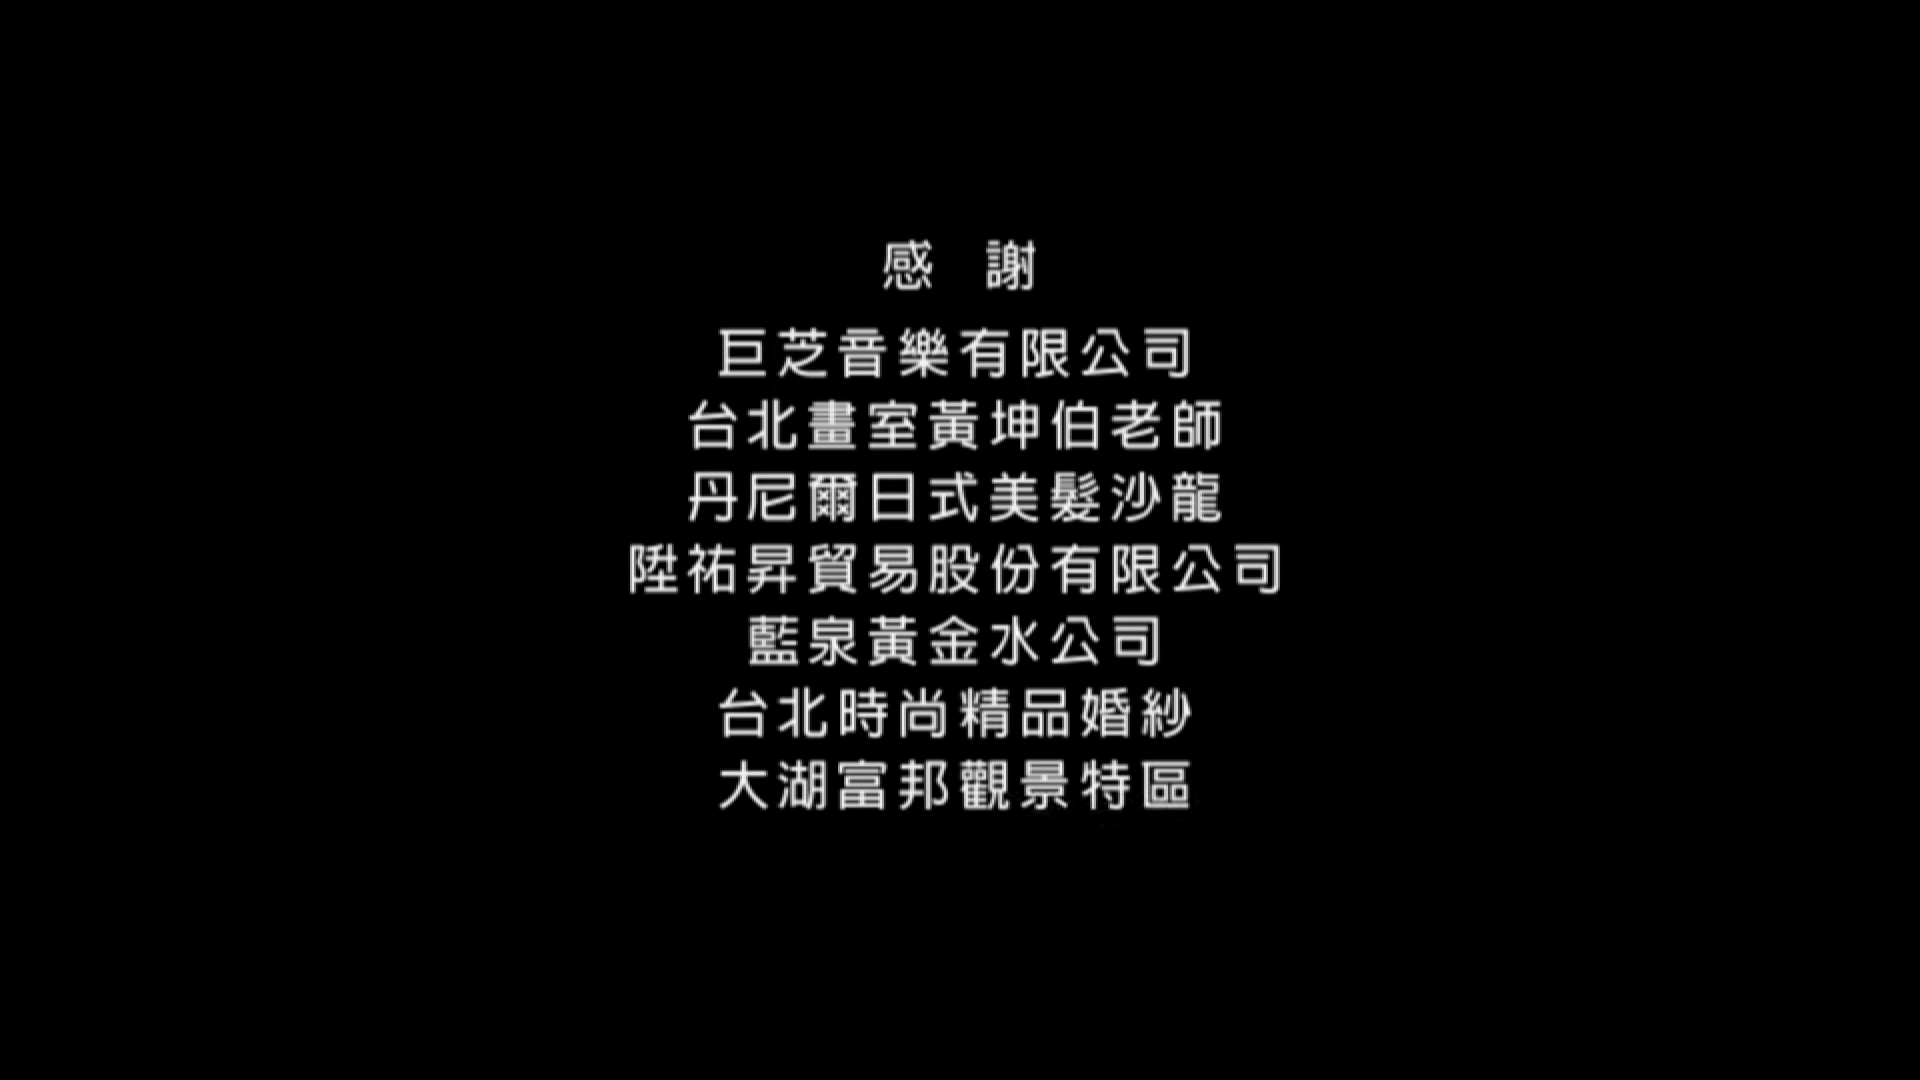 感 謝
巨芝音樂有限公司
台北畫室黃坤伯老師
丹尼爾日式美髮沙龍
陞祐昇貿易股份有限公司
藍泉黃金水公司
台北時尚精品婚紗
大湖富邦觀景特區